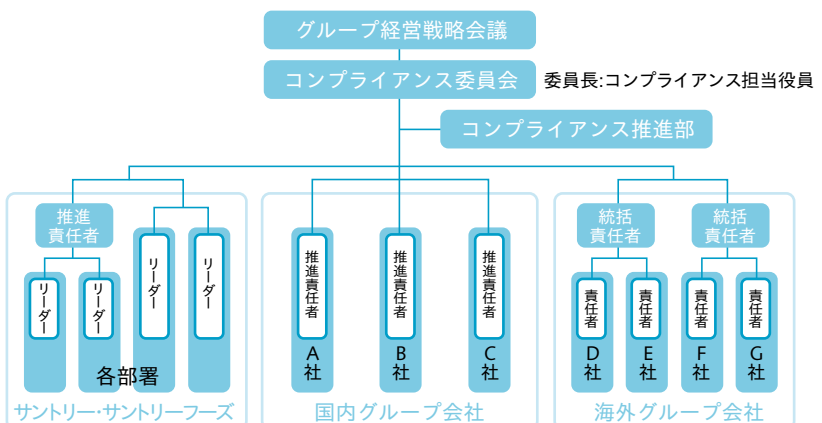 グループ経営戦略会議
コンプライアンス委員会
委員長:コンプライアンス担当役員
コンプライアンス推進部
推進
責任者
リーダー
リーダー
リーダー
リーダー
各部署
サントリー・サントリーフーズ
推進責任者
A社
推進責任者
B社
推進責任者
C社
国内グループ会社
統括
責任者
統括
責任者
責任者
D社
責任者
E社
責任者
F社
責任者
G社
海外グループ会社